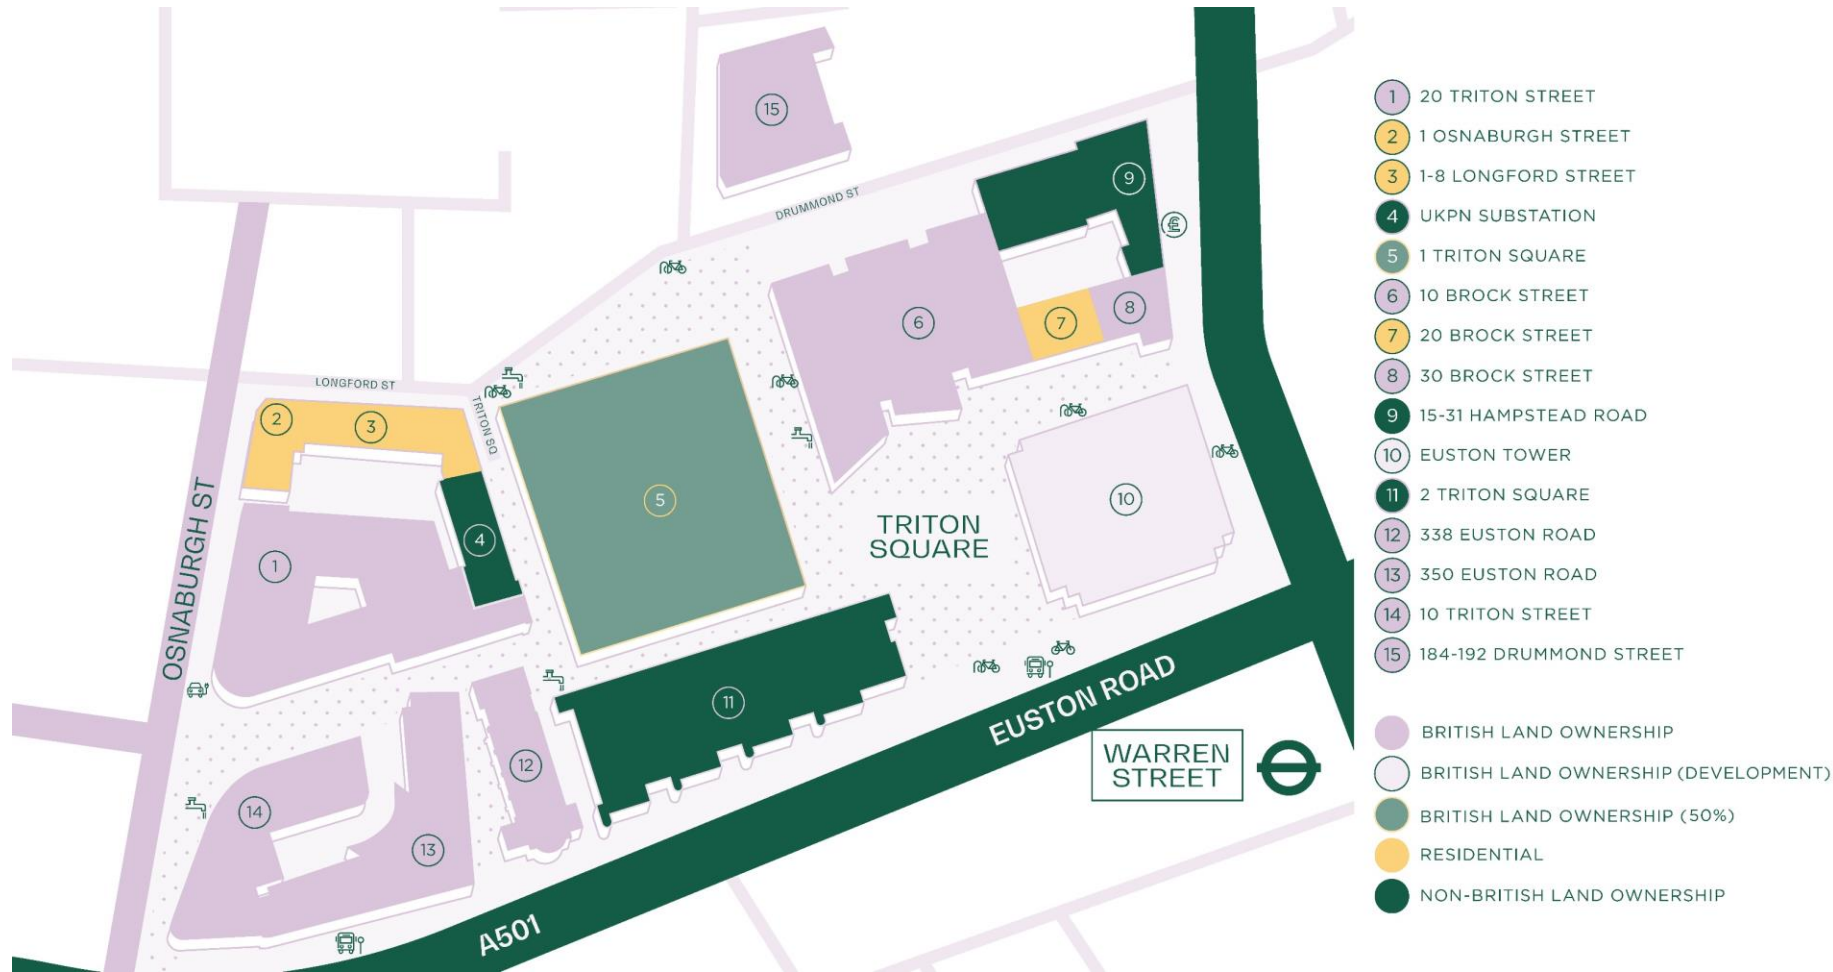 15
9
DRUMMOND ST
£
6
7
8
LONGFORD ST
TRITON SQ
2
3
5
10
4
TRITON
SQUARE
OSNABURGH ST
1
11
EUSTON ROAD
12
WARREN
STREET
14
13
A501
1 20 TRITON STREET
2 1 OSNABURGH STREET
3 1-8 LONGFORD STREET
4 UKPN SUBSTATION
5 1 TRITON SQUARE
6 10 BROCK STREET
7 20 BROCK STREET
8 30 BROCK STREET
9 15-31 HAMPSTEAD ROAD
10 EUSTON TOWER
11 2 TRITON SQUARE
12 338 EUSTON ROAD
13 350 EUSTON ROAD
14 10 TRITON STREET
15 184-192 DRUMMOND STREET
BRITISH LAND OWNERSHIP
BRITISH LAND OWNERSHIP (DEVELOPMENT)
BRITISH LAND OWNERSHIP (50%)
RESIDENTIAL
NON-BRITISH LAND OWNERSHIP